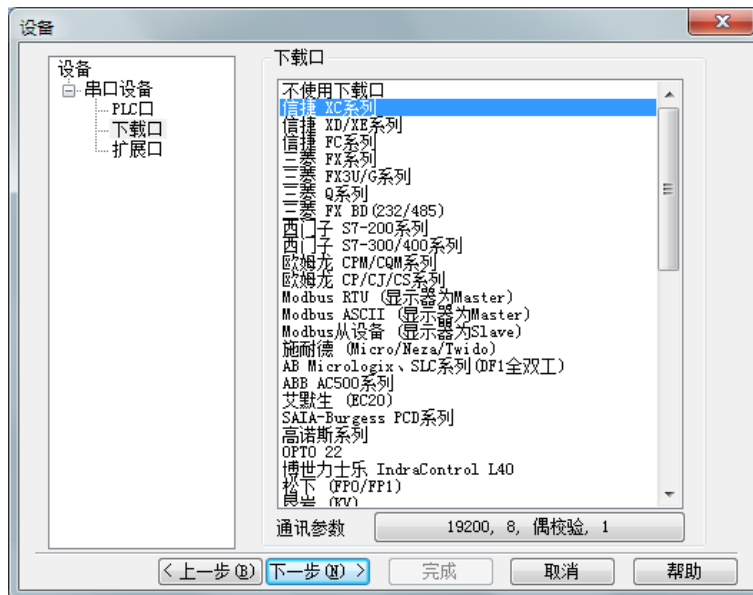 设备
设备
串口设备
PLC口
下载口
扩展口
下载口
不使用下载口
信捷 XC系列
信捷 XD/XE系列
信捷 FC系列
三菱 FX系列
三菱 FX3U/G系列
三菱 Q系列
三菱 FX BD(232/485)
西门子 S7-200系列
西门子 S7-300/400系列
欧姆龙 CPM/CQM系列
欧姆龙 CP/CJ/CS系列
Modbus RTU (显示器为Master)
Modbus ASCII (显示器为Master)
Modbus从设备 (显示器为Slave)
施耐德 (Micro/Neza/Twido)
AB Micrologix、SLC系列(DF1全双工)
ABB AC500系列
艾默生 (EC20)
SAIA-Burgess PCD系列
高诺斯系列
OPTO 22
博世力士乐 IndraControl L40
松下 (FP0/FP1)
(KV)
通讯参数
19200, 8, 偶校验, 1
< 上一步(B)
下一步(N) >
完成
取消
帮助